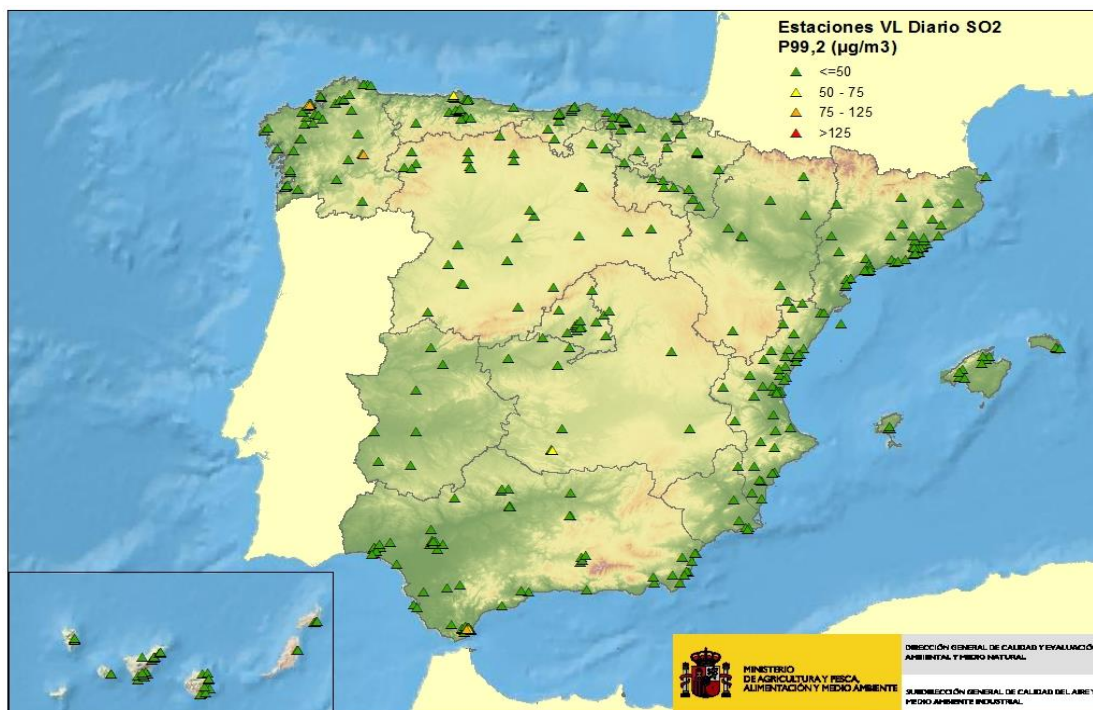 Estaciones VL Diario SO2
P99,2 (µg/m3)
<=50
50 - 75
75 - 125
>125
MINISTERIO
DE AGRICULTURA Y PESCA,
ALIMENTACIÓN Y MEDIO AMBIENTE
DIRECCIÓN GENERAL DE CALIDAD Y EVALUACIÓ
AMBIENTAL Y MEDIO NATURAL
SUBDIRECCIÓN GENERAL DE CALIDAD DEL AIRE Y
MEDIO AMBIENTE INDUSTRIAL